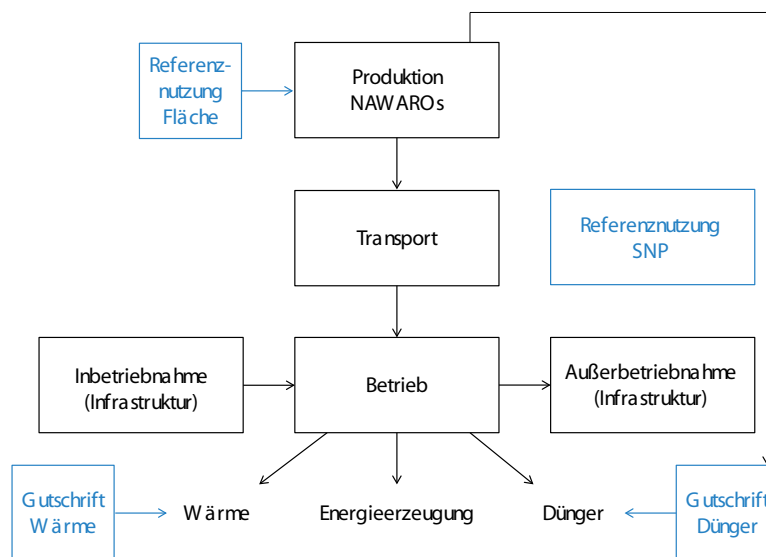 Referenz-
nutzung
Fläche
Produktion
NAWAROs
Transport
Referenznutzung
SNP
Inbetriebnahme
(Infrastruktur)
Betrieb
Außerbetriebnahme
(Infrastruktur)
Gutschrift
Wärme
Wärme
Energieerzeugung
Dünger
Gutschrift
Dünger